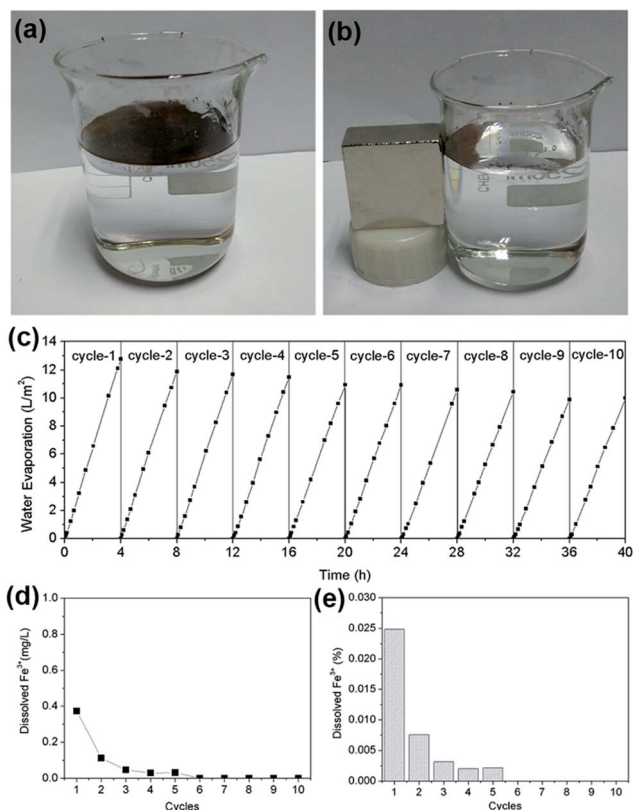 (a)
(b)
(c)
14
12
10
8
6
4
2
0
Water Evaporation (L/m²)
cycle-1 cycle-2 cycle-3 cycle-4 cycle-5 cycle-6 cycle-7 cycle-8 cycle-9 cycle-10
0 4 8 12 16 20 24 28 32 36 40
Time (h)
(d)
1.0
0.8
0.6
0.4
0.2
0.0
Dissolved Fe³⁺(mg/L)
1 2 3 4 5 6 7 8 9 10
Cycles
(e)
0.030
0.025
0.020
0.015
0.010
0.005
0.000
Dissolved Fe³⁺ (%)
1 2 3 4 5 6 7 8 9 10
Cycles